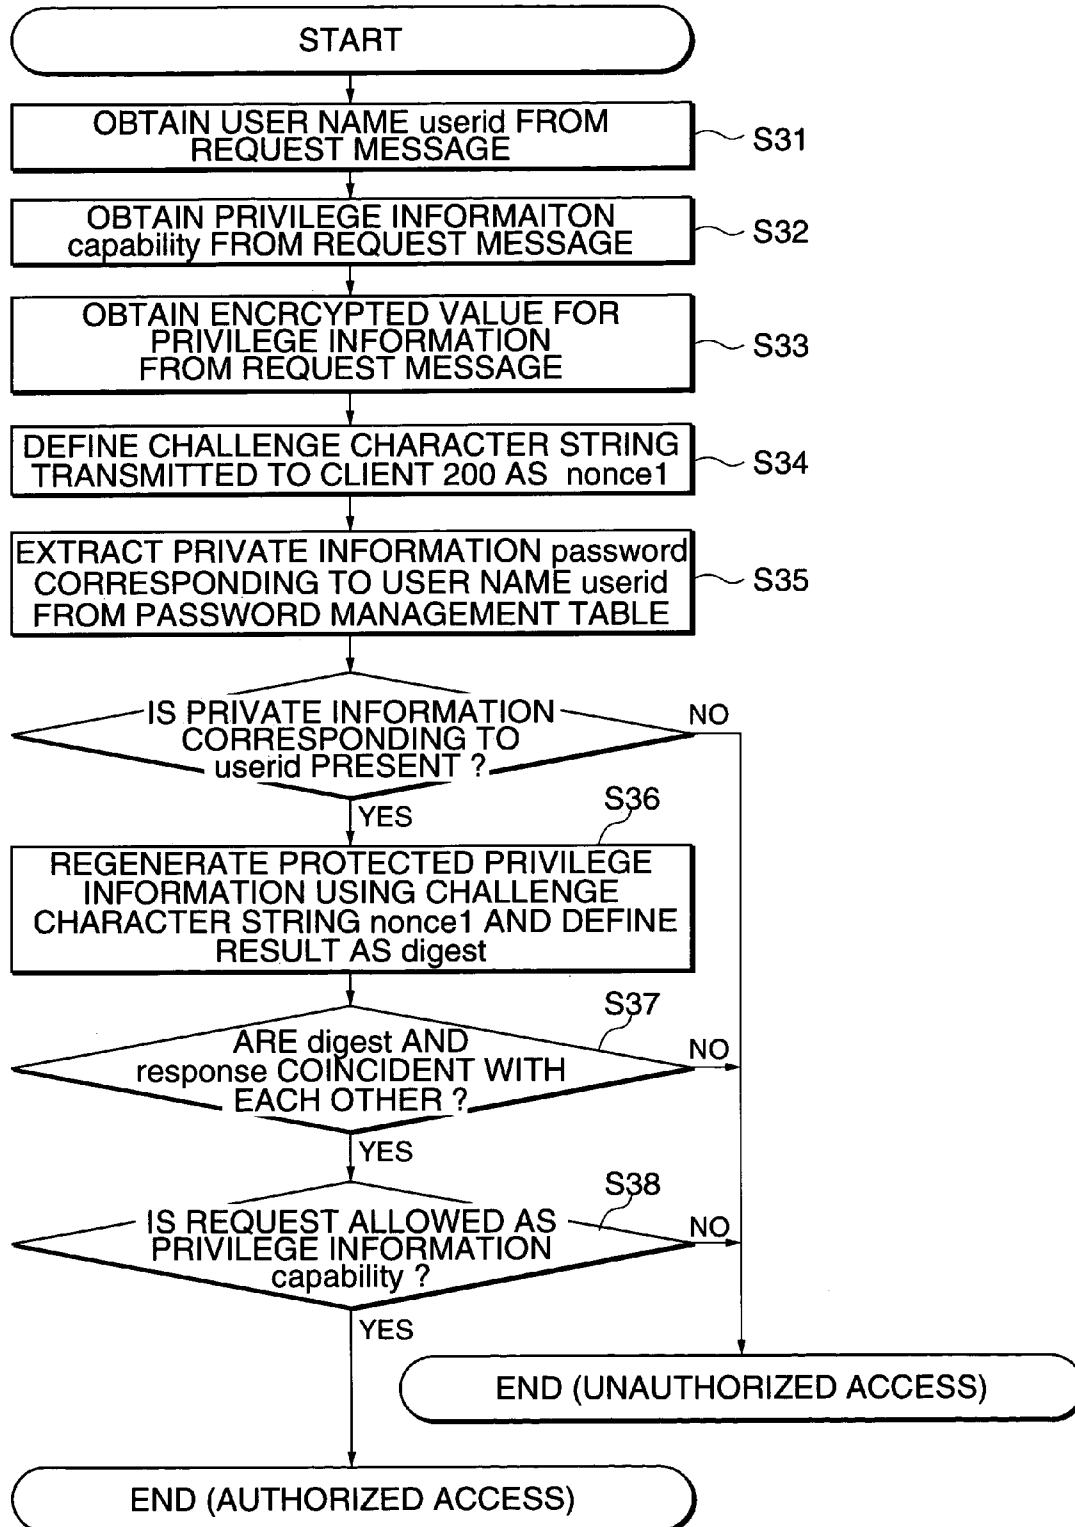 START
OBTAIN USER NAME userid FROM
REQUEST MESSAGE
S31
OBTAIN PRIVILEGE INFORMAITON
capability FROM REQUEST MESSAGE
S32
OBTAIN ENCRCYPTED VALUE FOR
PRIVILEGE INFORMATION
FROM REQUEST MESSAGE
S33
DEFINE CHALLENGE CHARACTER STRING
TRANSMITTED TO CLIENT 200 AS nonce1
S34
EXTRACT PRIVATE INFORMATION password
CORRESPONDING TO USER NAME userid
FROM PASSWORD MANAGEMENT TABLE
S35
IS PRIVATE INFORMATION
CORRESPONDING TO
userid PRESENT ?
NO
YES
S36
REGENERATE PROTECTED PRIVILEGE
INFORMATION USING CHALLENGE
CHARACTER STRING nonce1 AND DEFINE
RESULT AS digest
S37
ARE digest AND
response COINCIDENT WITH
EACH OTHER ?
NO
YES
S38
IS REQUEST ALLOWED AS
PRIVILEGE INFORMATION
capability ?
NO
YES
END (UNAUTHORIZED ACCESS)
END (AUTHORIZED ACCESS)